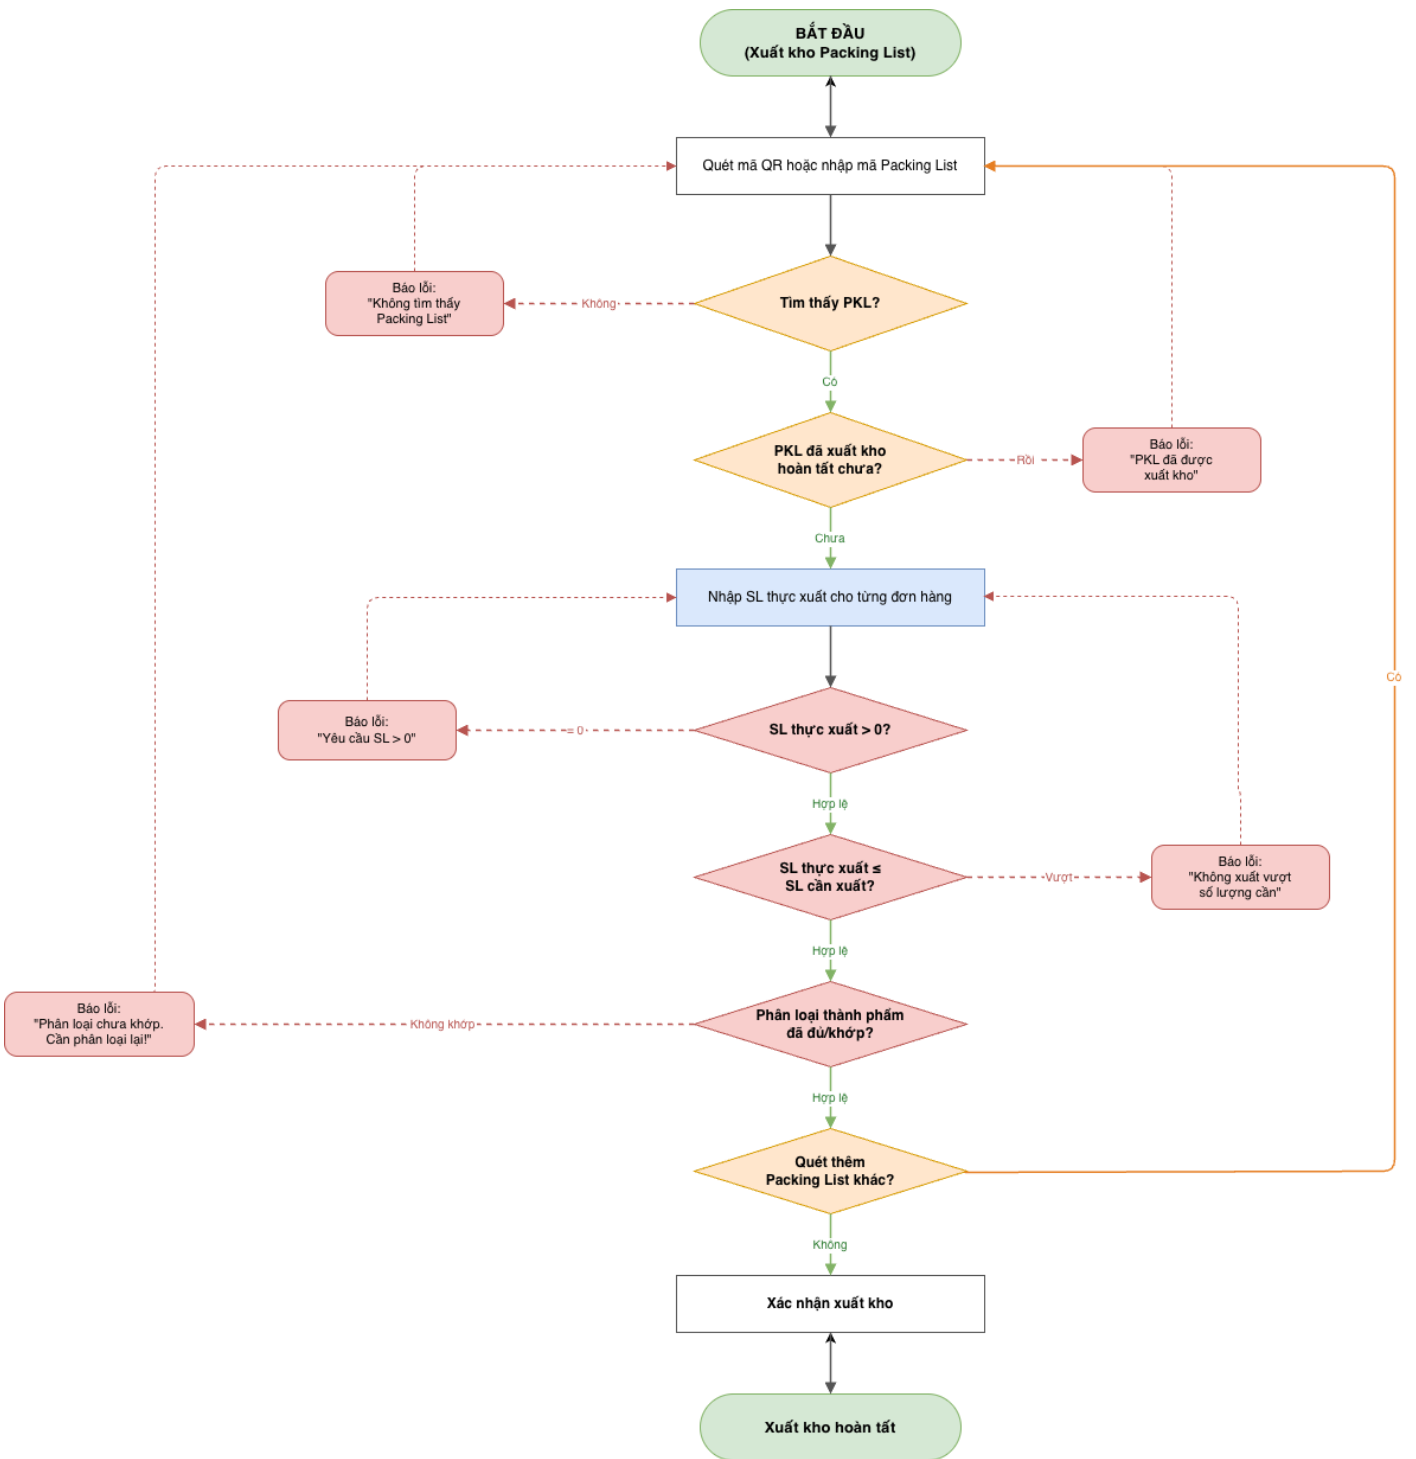 BẮT ĐẦU
(Xuất kho Packing List)
Quét mã QR hoặc nhập mã Packing List
Báo lỗi:
"Không tìm thấy
Packing List"
Không
Tìm thấy PKL?
Có
PKL đã xuất kho
hoàn tất chưa?
Rồi
Báo lỗi:
"PKL đã được
xuất kho"
Chưa
Nhập SL thực xuất cho từng đơn hàng
Có
Báo lỗi:
"Yêu cầu SL > 0"
= 0
SL thực xuất > 0?
Hợp lệ
SL thực xuất ≤
SL cần xuất?
Vượt
Báo lỗi:
"Không xuất vượt
số lượng cần"
Hợp lệ
Báo lỗi:
"Phân loại chưa khớp.
Cần phân loại lại!"
Không khớp
Phân loại thành phẩm
đã đủ/khớp?
Hợp lệ
Quét thêm
Packing List khác?
Không
Xác nhận xuất kho
Xuất kho hoàn tất